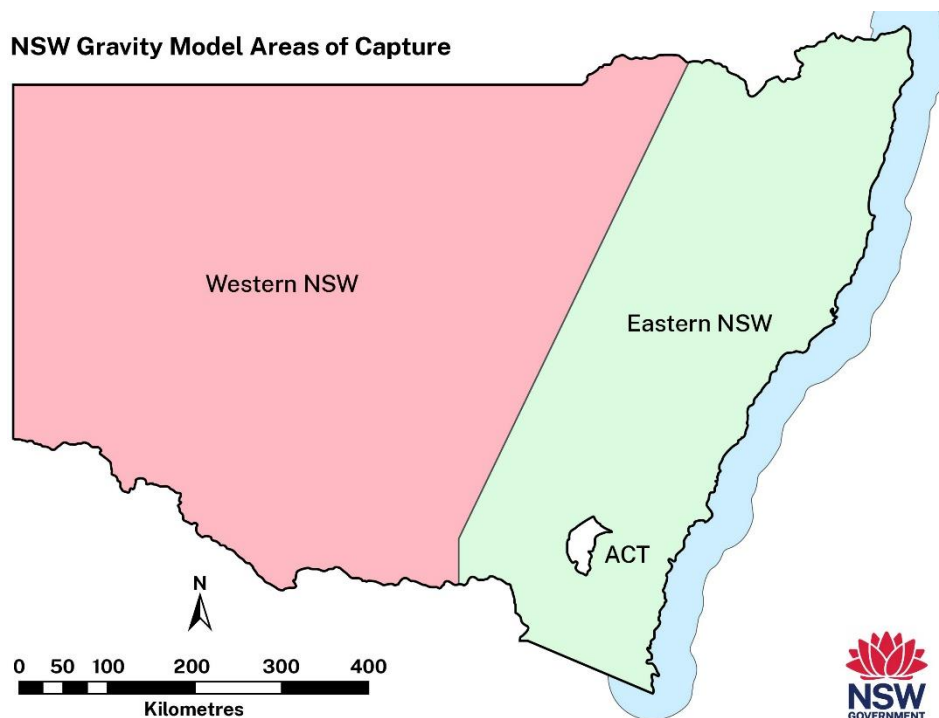 NSW Gravity Model Areas of Capture
Western NSW
Eastern NSW
ACT
N
0 50 100 200 300 400
Kilometres
NSW
GOVERNMENT